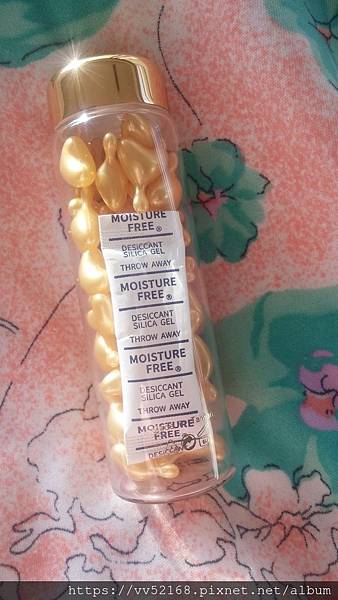 MOISTURE
FREE®
DESICCANT
SILICA GEL
THROW AWAY
MOISTURE
FREE®
DESICCANT
SILICA GEL
THROW AWAY
MOISTURE
FREE®
DESICCANT
SILICA GEL
THROW AWAY
MOISTURE
FREE
https://vv52168.pixnet.net/album